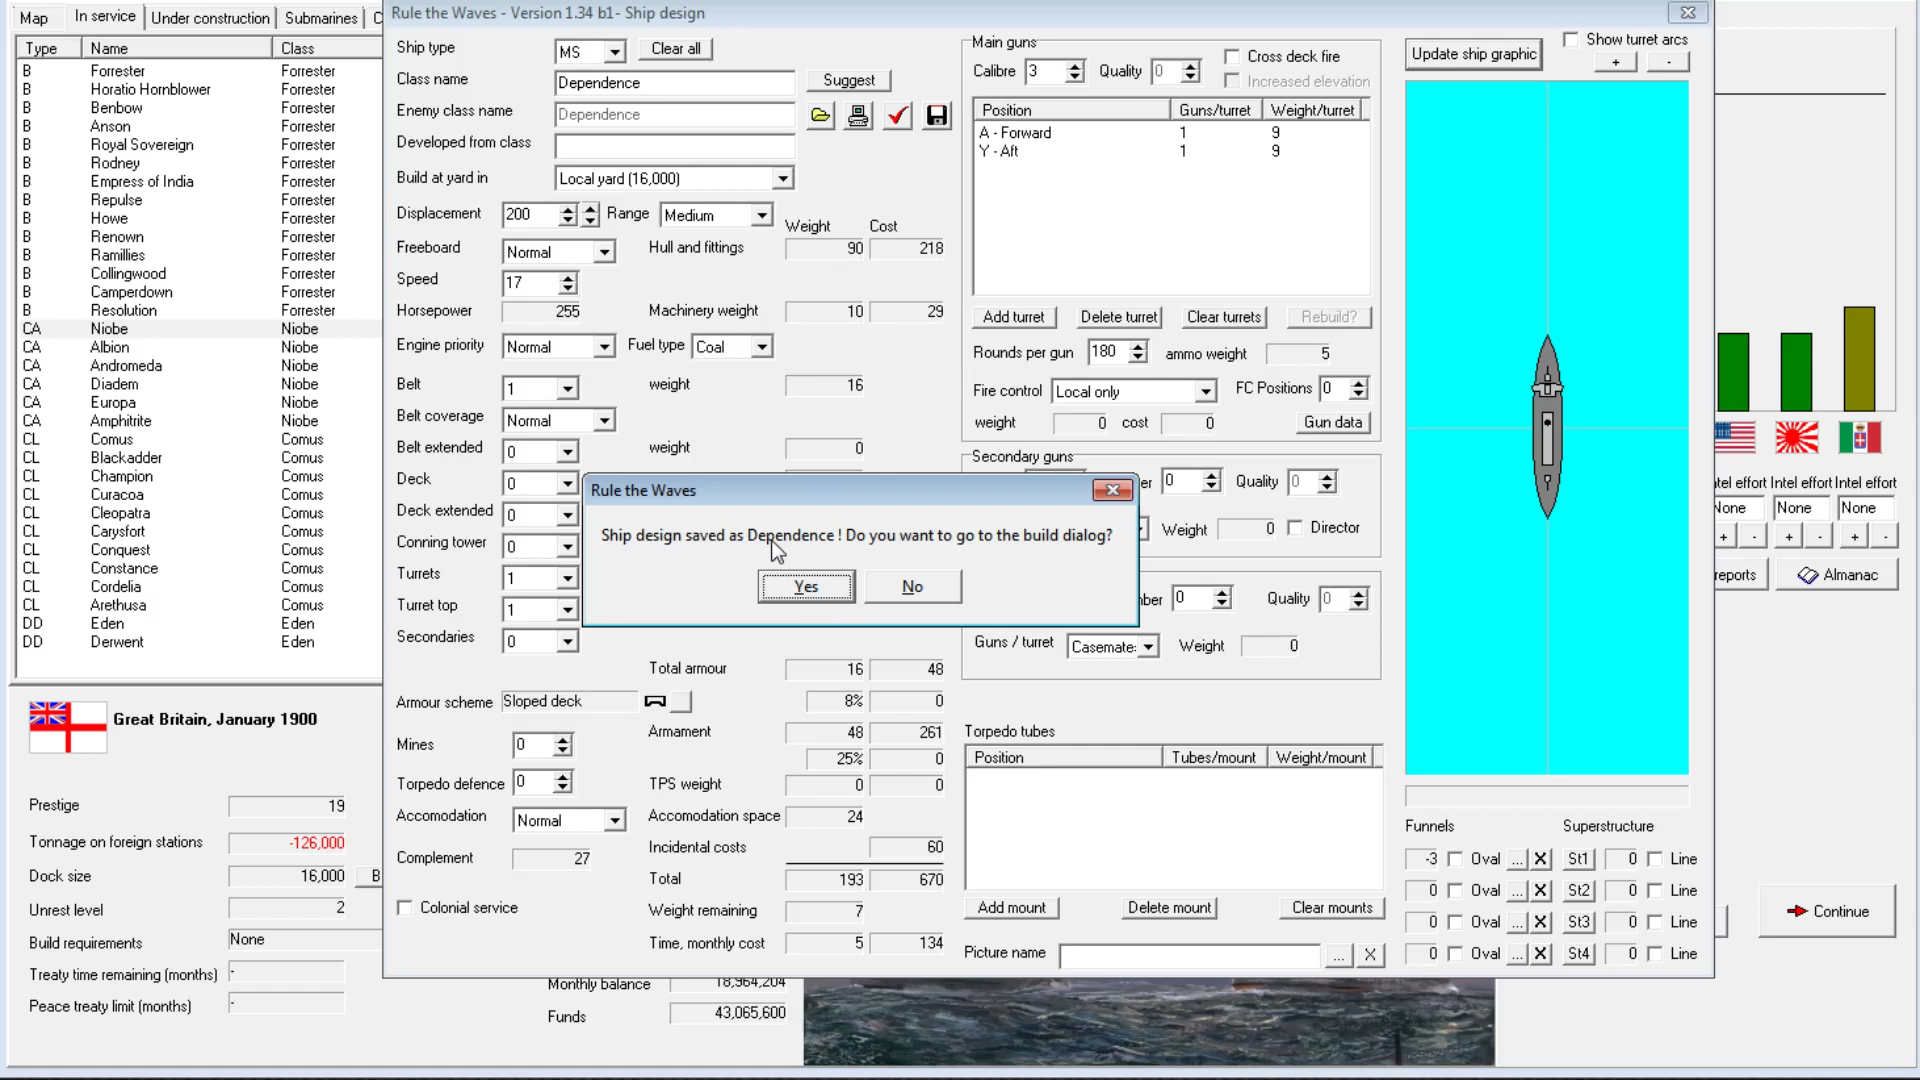 Map In service Under construction Submarines C
Type Name Class
B Forrester Forrester
B Horatio Hornblower Forrester
B Benbow Forrester
B Anson Forrester
B Royal Sovereign Forrester
B Rodney Forrester
B Empress of India Forrester
B Repulse Forrester
B Howe Forrester
B Renown Forrester
B Ramillies Forrester
B Collingwood Forrester
B Camperdown Forrester
B Resolution Forrester
CA Niobe Niobe
CA Albion Niobe
CA Andromeda Niobe
CA Diadem Niobe
CA Europa Niobe
CA Amphitrite Niobe
CL Comus Comus
CL Blackadder Comus
CL Champion Comus
CL Curacoa Comus
CL Cleopatra Comus
CL Carysfort Comus
CL Conquest Comus
CL Constance Comus
CL Cordelia Comus
CL Arethusa Comus
DD Eden Eden
DD Derwent Eden
Great Britain, January 1900
Prestige 19
Tonnage on foreign stations -126,000
Dock size 16,000 B
Unrest level 2
Build requirements None
Treaty time remaining (months) -
Peace treaty limit (months) -
Rule the Waves - Version 1.34 b1- Ship design
Ship type MS Clear all
Class name Dependence Suggest
Enemy class name Dependence
Developed from class
Build at yard in Local yard (16,000)
Displacement 200 Range Medium Weight Cost
Freeboard Normal Hull and fittings 90 218
Speed 17
Horsepower 255 Machinery weight 10 29
Engine priority Normal Fuel type Coal
Belt 1 weight 16
Belt coverage Normal
Belt extended 0 weight 0
Deck 0
Deck extended 0
Conning tower 0
Turrets 1
Turret top 1
Secondaries 0
Total armour 16 48
Armour scheme Sloped deck 8% 0
Armament 48 261
Mines 0 25% 0
Torpedo defence 0 TPS weight 0 0
Accomodation Normal Accomodation space 24
Incidental costs 60
Complement 27
Total 193 670
Colonial service Weight remaining 7
Time, monthly cost 5 134
Monthly balance 18,964,204
Funds 43,065,600
Rule the Waves
Ship design saved as Dependence ! Do you want to go to the build dialog?
Yes No
Main guns
Calibre 3 Quality 0 Cross deck fire
Increased elevation
Position Guns/turret Weight/turret
A - Forward 1 9
Y - Aft 1 9
Add turret Delete turret Clear turrets Rebuild?
Rounds per gun 180 ammo weight 5
Fire control Local only FC Positions 0
weight 0 cost 0 Gun data
Secondary guns
er 0 Quality 0
Weight 0 Director
ber 0 Quality 0
Guns / turret Casemate: Weight 0
Torpedo tubes
Position Tubes/mount Weight/mount
Add mount Delete mount Clear mounts
Picture name ... X
Update ship graphic Show turret arcs
+ -
Funnels Superstructure
-3 Oval ... X St1 0 Line
0 Oval ... X St2 0 Line
0 Oval ... X St3 0 Line
0 Oval ... X St4 0 Line
tel effort Intel effort Intel effort
None None None
+ - + - + -
reports Almanac
Continue